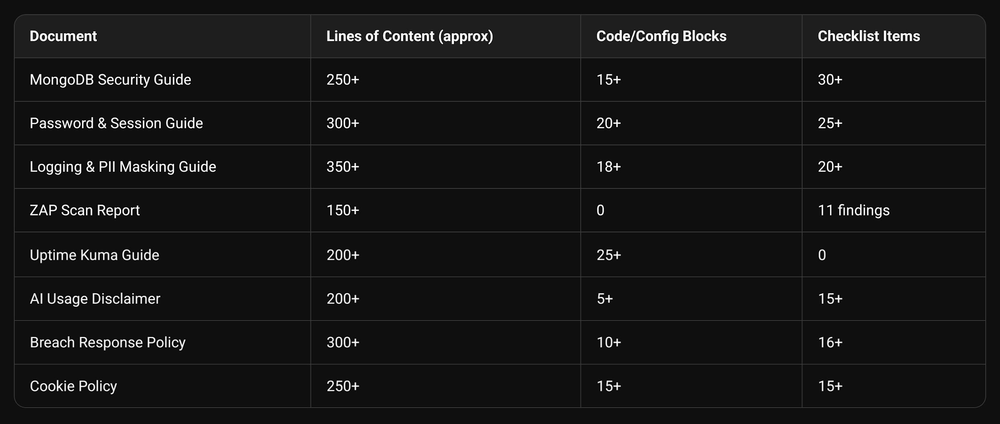 Document Lines of Content (approx) Code/Config Blocks Checklist Items
MongoDB Security Guide 250+ 15+ 30+
Password & Session Guide 300+ 20+ 25+
Logging & PII Masking Guide 350+ 18+ 20+
ZAP Scan Report 150+ 0 11 findings
Uptime Kuma Guide 200+ 25+ 0
AI Usage Disclaimer 200+ 5+ 15+
Breach Response Policy 300+ 10+ 16+
Cookie Policy 250+ 15+ 15+